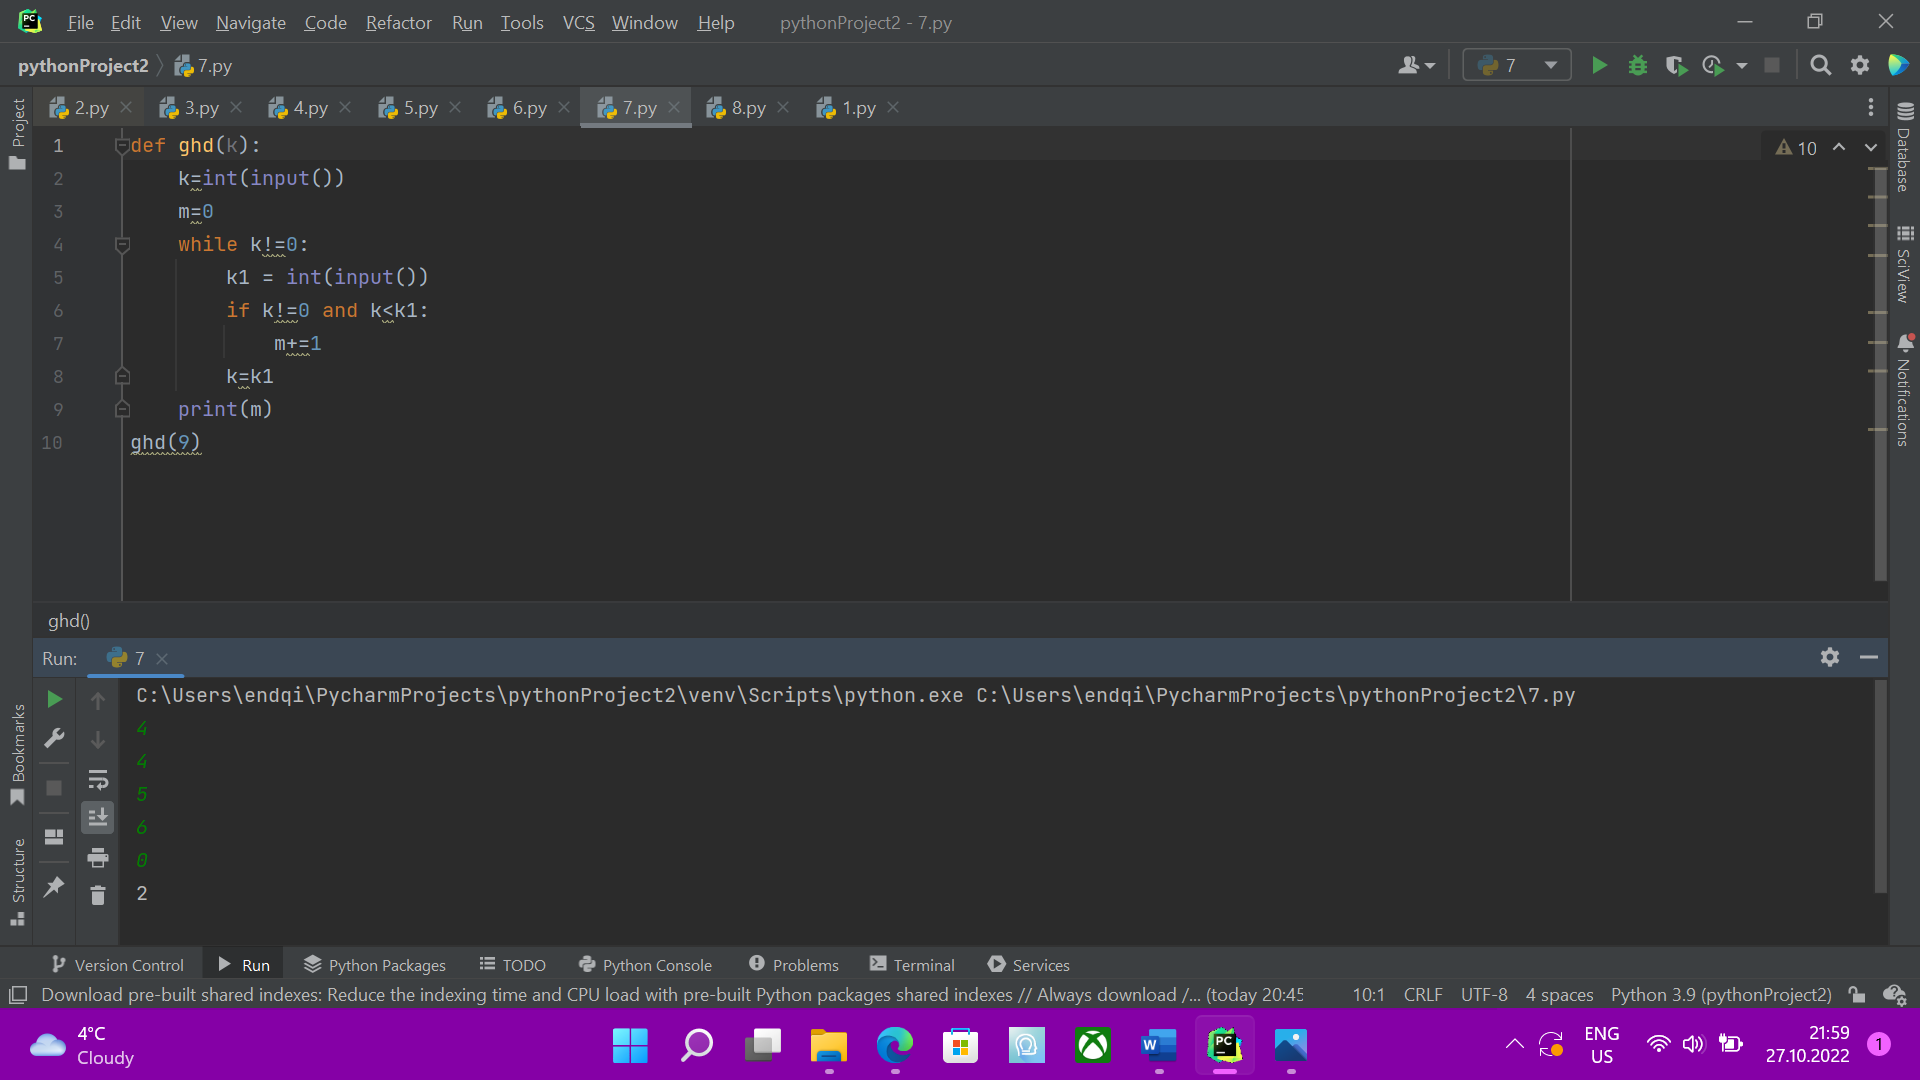 File Edit View Navigate Code Refactor Run Tools VCS Window Help pythonProject2 - 7.py
pythonProject2 7.py 7
2.py 3.py 4.py 5.py 6.py 7.py 8.py 1.py
Project
1 def ghd(k):
2 k=int(input())
3 m=0
4 while k!=0:
5 k1 = int(input())
6 if k!=0 and k<k1:
7 m+=1
8 k=k1
9 print(m)
10 ghd(9)
10
Database
SciView
Notifications
ghd()
Run: 7
C:\Users\endqi\PycharmProjects\pythonProject2\venv\Scripts\python.exe C:\Users\endqi\PycharmProjects\pythonProject2\7.py
4
4
5
6
0
2
Bookmarks
Structure
Version Control Run Python Packages TODO Python Console Problems Terminal Services
Download pre-built shared indexes: Reduce the indexing time and CPU load with pre-built Python packages shared indexes // Always download /... (today 20:45 10:1 CRLF UTF-8 4 spaces Python 3.9 (pythonProject2)
4°C
Cloudy
PC
W
ENG
US
21:59
27.10.2022
1